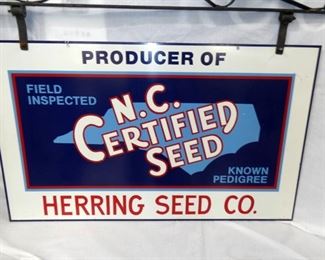 PRODUCER OF
FIELD
INSPECTED
N.C.
CERTIFIED
SEED
KNOWN
PEDIGREE
HERRING SEED CO.